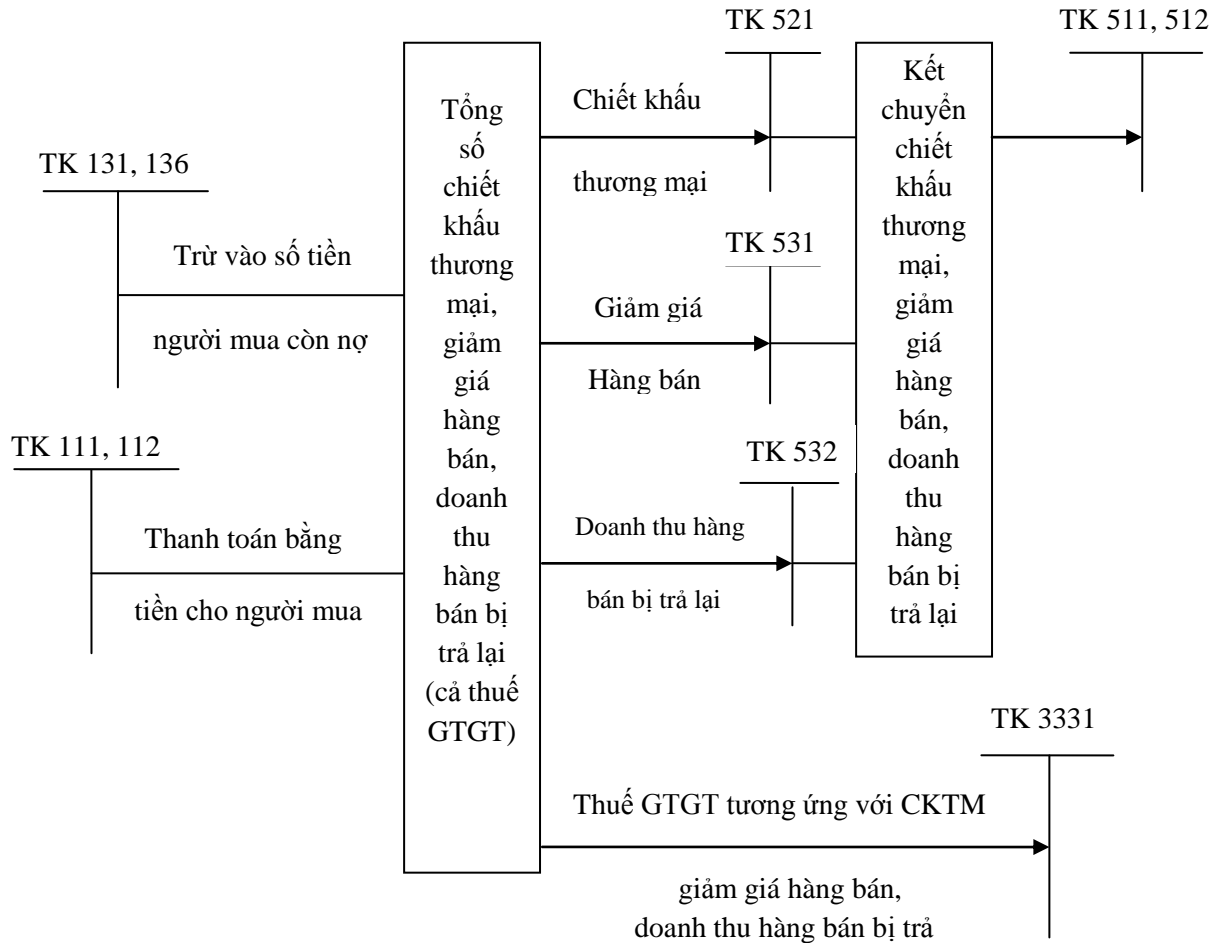 TK 521
TK 511, 512
TK 131, 136
Trừ vào số tiền
người mua còn nợ
TK 111, 112
Thanh toán bằng
tiền cho người mua
Tổng
số
chiết
khấu
thương
mại,
giảm
giá
hàng
bán,
doanh
thu
hàng
bán bị
trả lại
(cả thuế
GTGT)
Chiết khấu
thương mại
TK 531
Giảm giá
Hàng bán
TK 532
Doanh thu hàng
bán bị trả lại
Kết
chuyển
chiết
khấu
thương
mại,
giảm
giá
hàng
bán,
doanh
thu
hàng
bán bị
trả lại
TK 3331
Thuế GTGT tương ứng với CKTM
giảm giá hàng bán,
doanh thu hàng bán bị trả